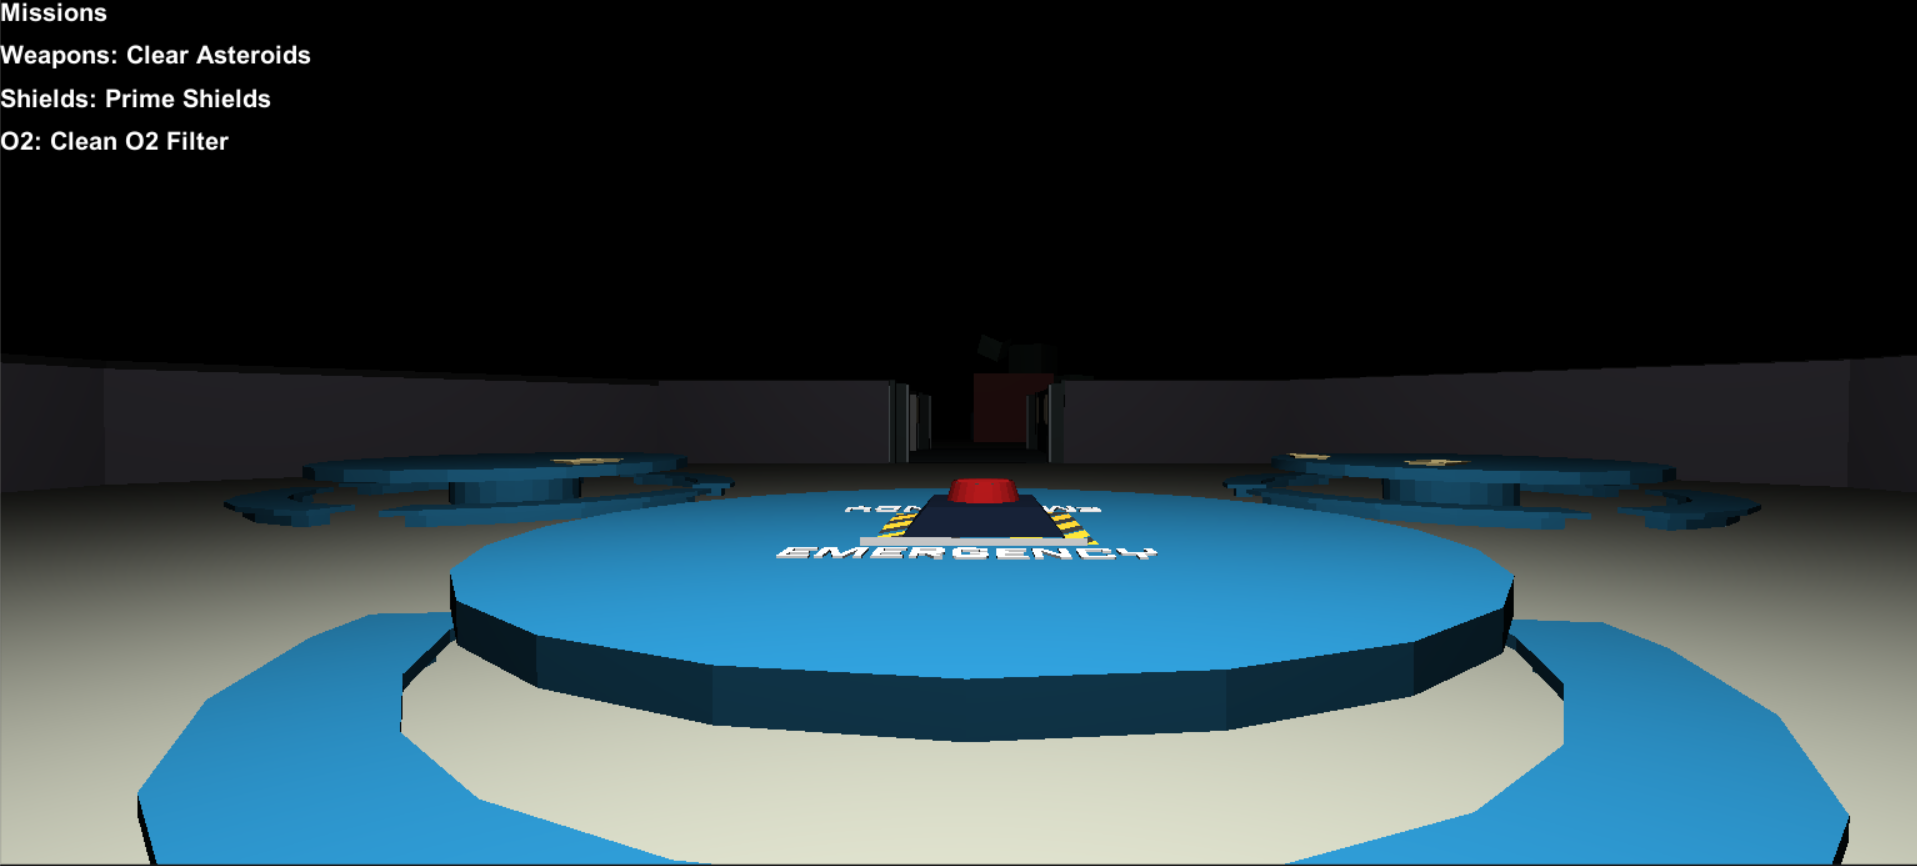 Missions
Weapons: Clear Asteroids
Shields: Prime Shields
O2: Clean O2 Filter
EMERGENCY